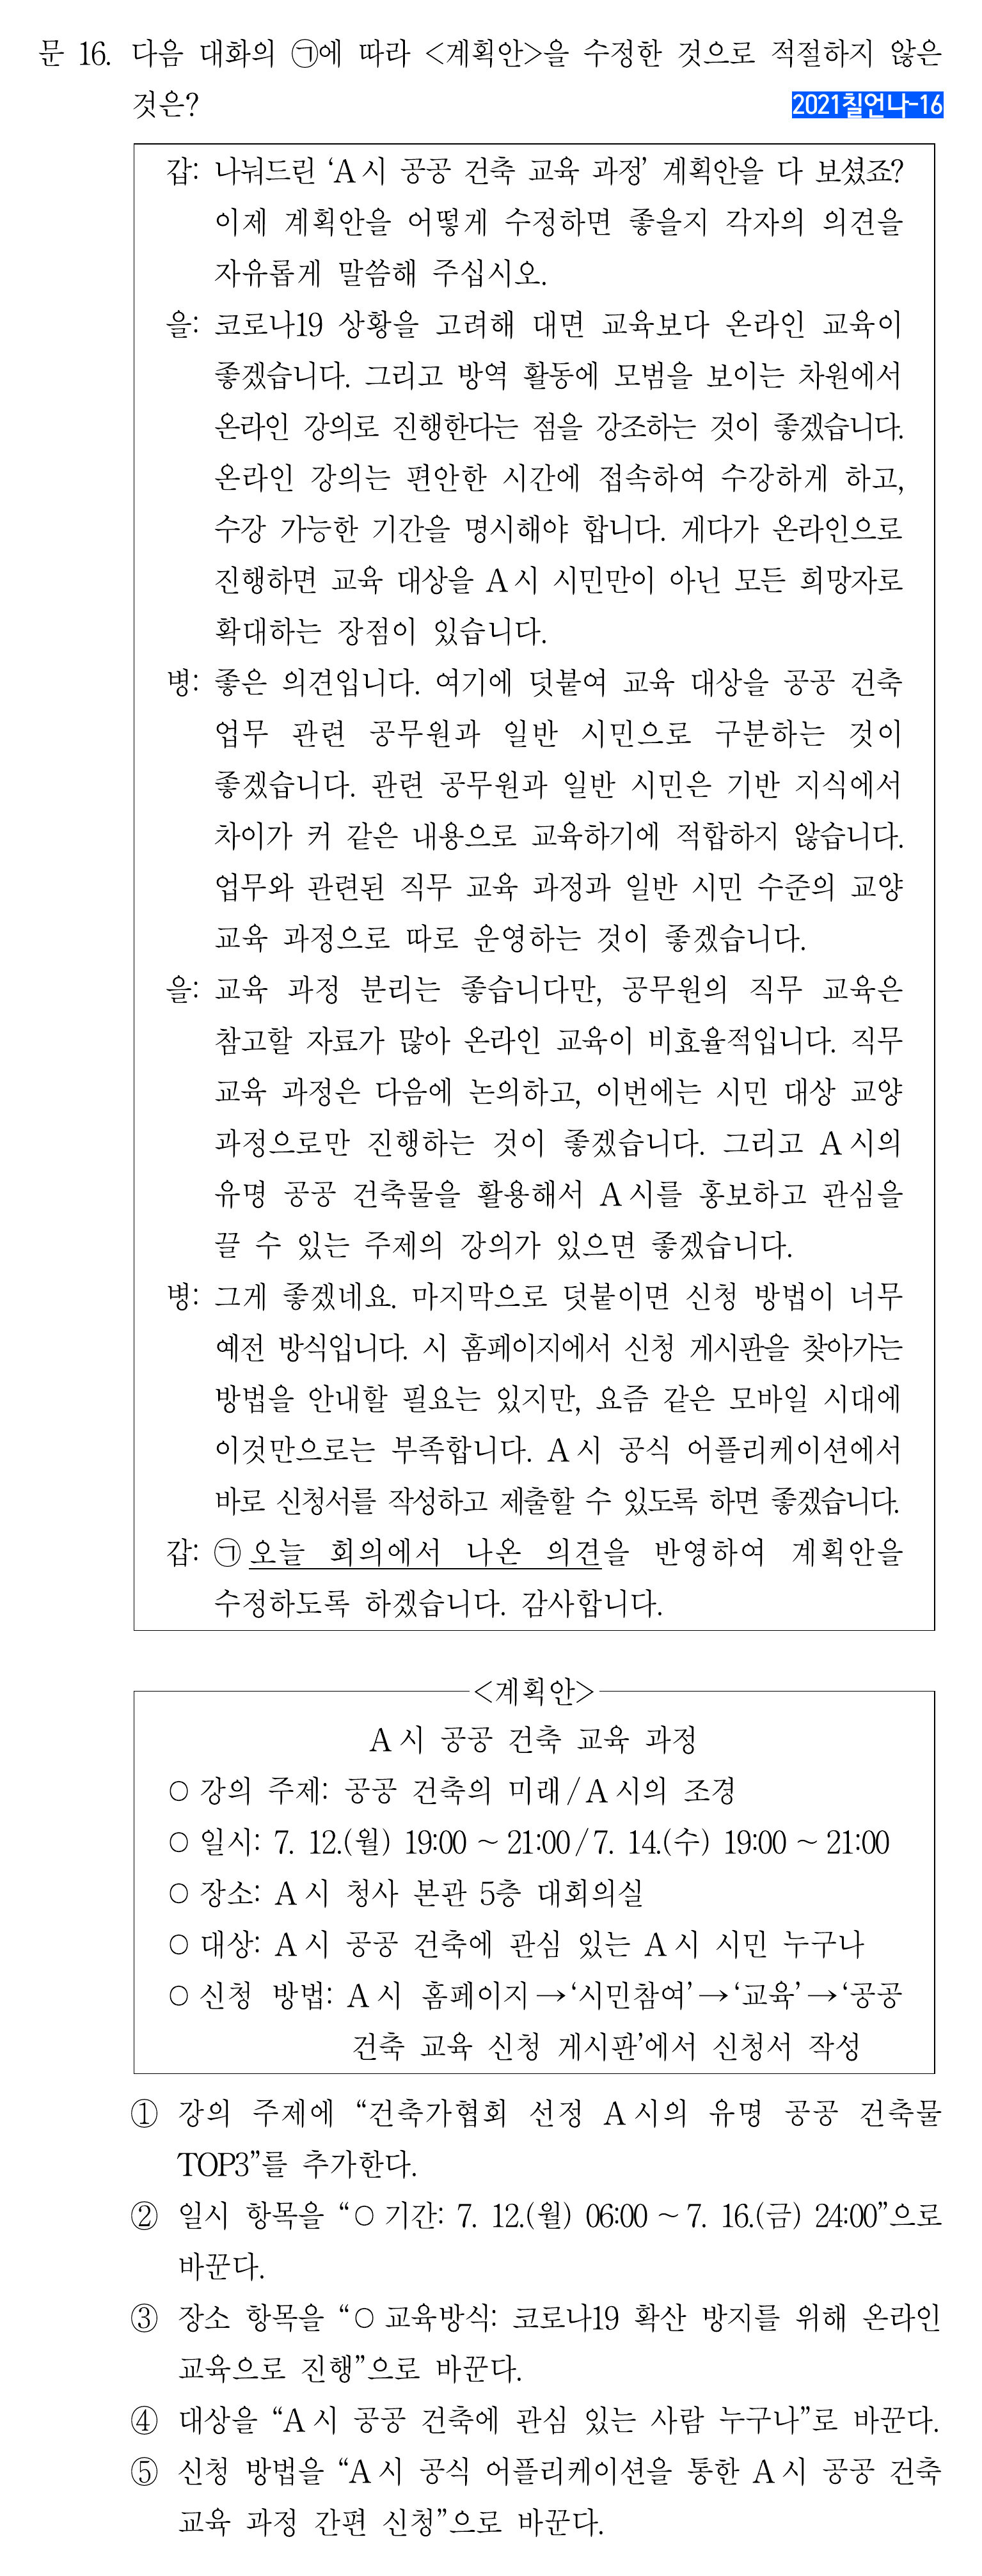 문 16. 다음 대화의 ㉠에 따라 <계획안>을 수정한 것으로 적절하지 않은
것은?
2021칠언나-16
갑: 나눠드린 ‘A시 공공 건축 교육 과정’ 계획안을 다 보셨죠?
이제 계획안을 어떻게 수정하면 좋을지 각자의 의견을
자유롭게 말씀해 주십시오.
을: 코로나19 상황을 고려해 대면 교육보다 온라인 교육이
좋겠습니다. 그리고 방역 활동에 모범을 보이는 차원에서
온라인 강의로 진행한다는 점을 강조하는 것이 좋겠습니다.
온라인 강의는 편안한 시간에 접속하여 수강하게 하고,
수강 가능한 기간을 명시해야 합니다. 게다가 온라인으로
진행하면 교육 대상을 A시 시민만이 아닌 모든 희망자로
확대하는 장점이 있습니다.
병: 좋은 의견입니다. 여기에 덧붙여 교육 대상을 공공 건축
업무 관련 공무원과 일반 시민으로 구분하는 것이
좋겠습니다. 관련 공무원과 일반 시민은 기반 지식에서
차이가 커 같은 내용으로 교육하기에 적합하지 않습니다.
업무와 관련된 직무 교육 과정과 일반 시민 수준의 교양
교육 과정으로 따로 운영하는 것이 좋겠습니다.
을: 교육 과정 분리는 좋습니다만, 공무원의 직무 교육은
참고할 자료가 많아 온라인 교육이 비효율적입니다. 직무
교육 과정은 다음에 논의하고, 이번에는 시민 대상 교양
과정으로만 진행하는 것이 좋겠습니다. 그리고 A시의
유명 공공 건축물을 활용해서 A시를 홍보하고 관심을
끌 수 있는 주제의 강의가 있으면 좋겠습니다.
병: 그게 좋겠네요. 마지막으로 덧붙이면 신청 방법이 너무
예전 방식입니다. 시 홈페이지에서 신청 게시판을 찾아가는
방법을 안내할 필요는 있지만, 요즘 같은 모바일 시대에
이것만으로는 부족합니다. A시 공식 어플리케이션에서
바로 신청서를 작성하고 제출할 수 있도록 하면 좋겠습니다.
갑: ㉠오늘 회의에서 나온 의견을 반영하여 계획안을
수정하도록 하겠습니다. 감사합니다.
<계획안>
A시 공공 건축 교육 과정
○ 강의 주제: 공공 건축의 미래/A시의 조경
○ 일시: 7. 12.(월) 19:00 ~ 21:00/7. 14.(수) 19:00 ~ 21:00
○ 장소: A시 청사 본관 5층 대회의실
○ 대상: A시 공공 건축에 관심 있는 A시 시민 누구나
○ 신청 방법: A시 홈페이지→‘시민참여’→‘교육’→‘공공
건축 교육 신청 게시판’에서 신청서 작성
① 강의 주제에 “건축가협회 선정 A시의 유명 공공 건축물
TOP3”를 추가한다.
② 일시 항목을 “○ 기간: 7. 12.(월) 06:00 ~ 7. 16.(금) 24:00”으로
바꾼다.
③ 장소 항목을 “○ 교육방식: 코로나19 확산 방지를 위해 온라인
교육으로 진행”으로 바꾼다.
④ 대상을 “A시 공공 건축에 관심 있는 사람 누구나”로 바꾼다.
⑤ 신청 방법을 “A시 공식 어플리케이션을 통한 A시 공공 건축
교육 과정 간편 신청”으로 바꾼다.